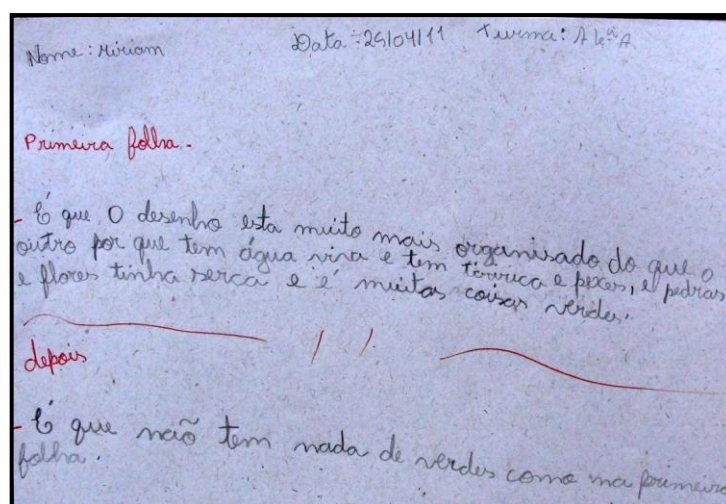 Nome: Miriam Data: 29/04/11 Turma: A 4ª A
Primeira folha.
- É que O desenho esta muito mais organisado do que o
outro por que tem água viva e tem e pexes, e pedras
e flores tinha serca e é muitas coisas verdes.
depois
- É que não tem nada de verdes como na primeira
folha.